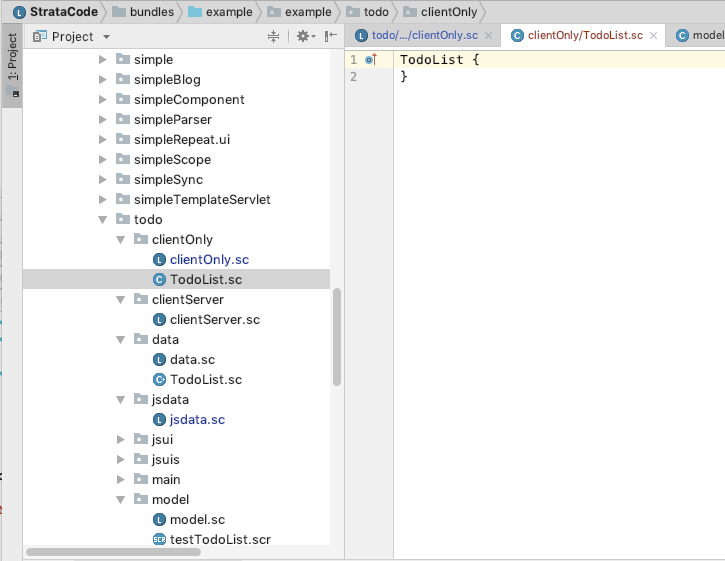 StrataCode bundles example example todo clientOnly
1: Project
Project
todo/.../clientOnly.sc
clientOnly/TodoList.sc
model
simple
simpleBlog
simpleComponent
simpleParser
simpleRepeat.ui
simpleScope
simpleSync
simpleTemplateServlet
todo
clientOnly
clientOnly.sc
TodoList.sc
clientServer
clientServer.sc
data
data.sc
TodoList.sc
jsdata
jsdata.sc
jsui
jsuis
main
model
model.sc
testTodoList.scr
1 TodoList {
2 }